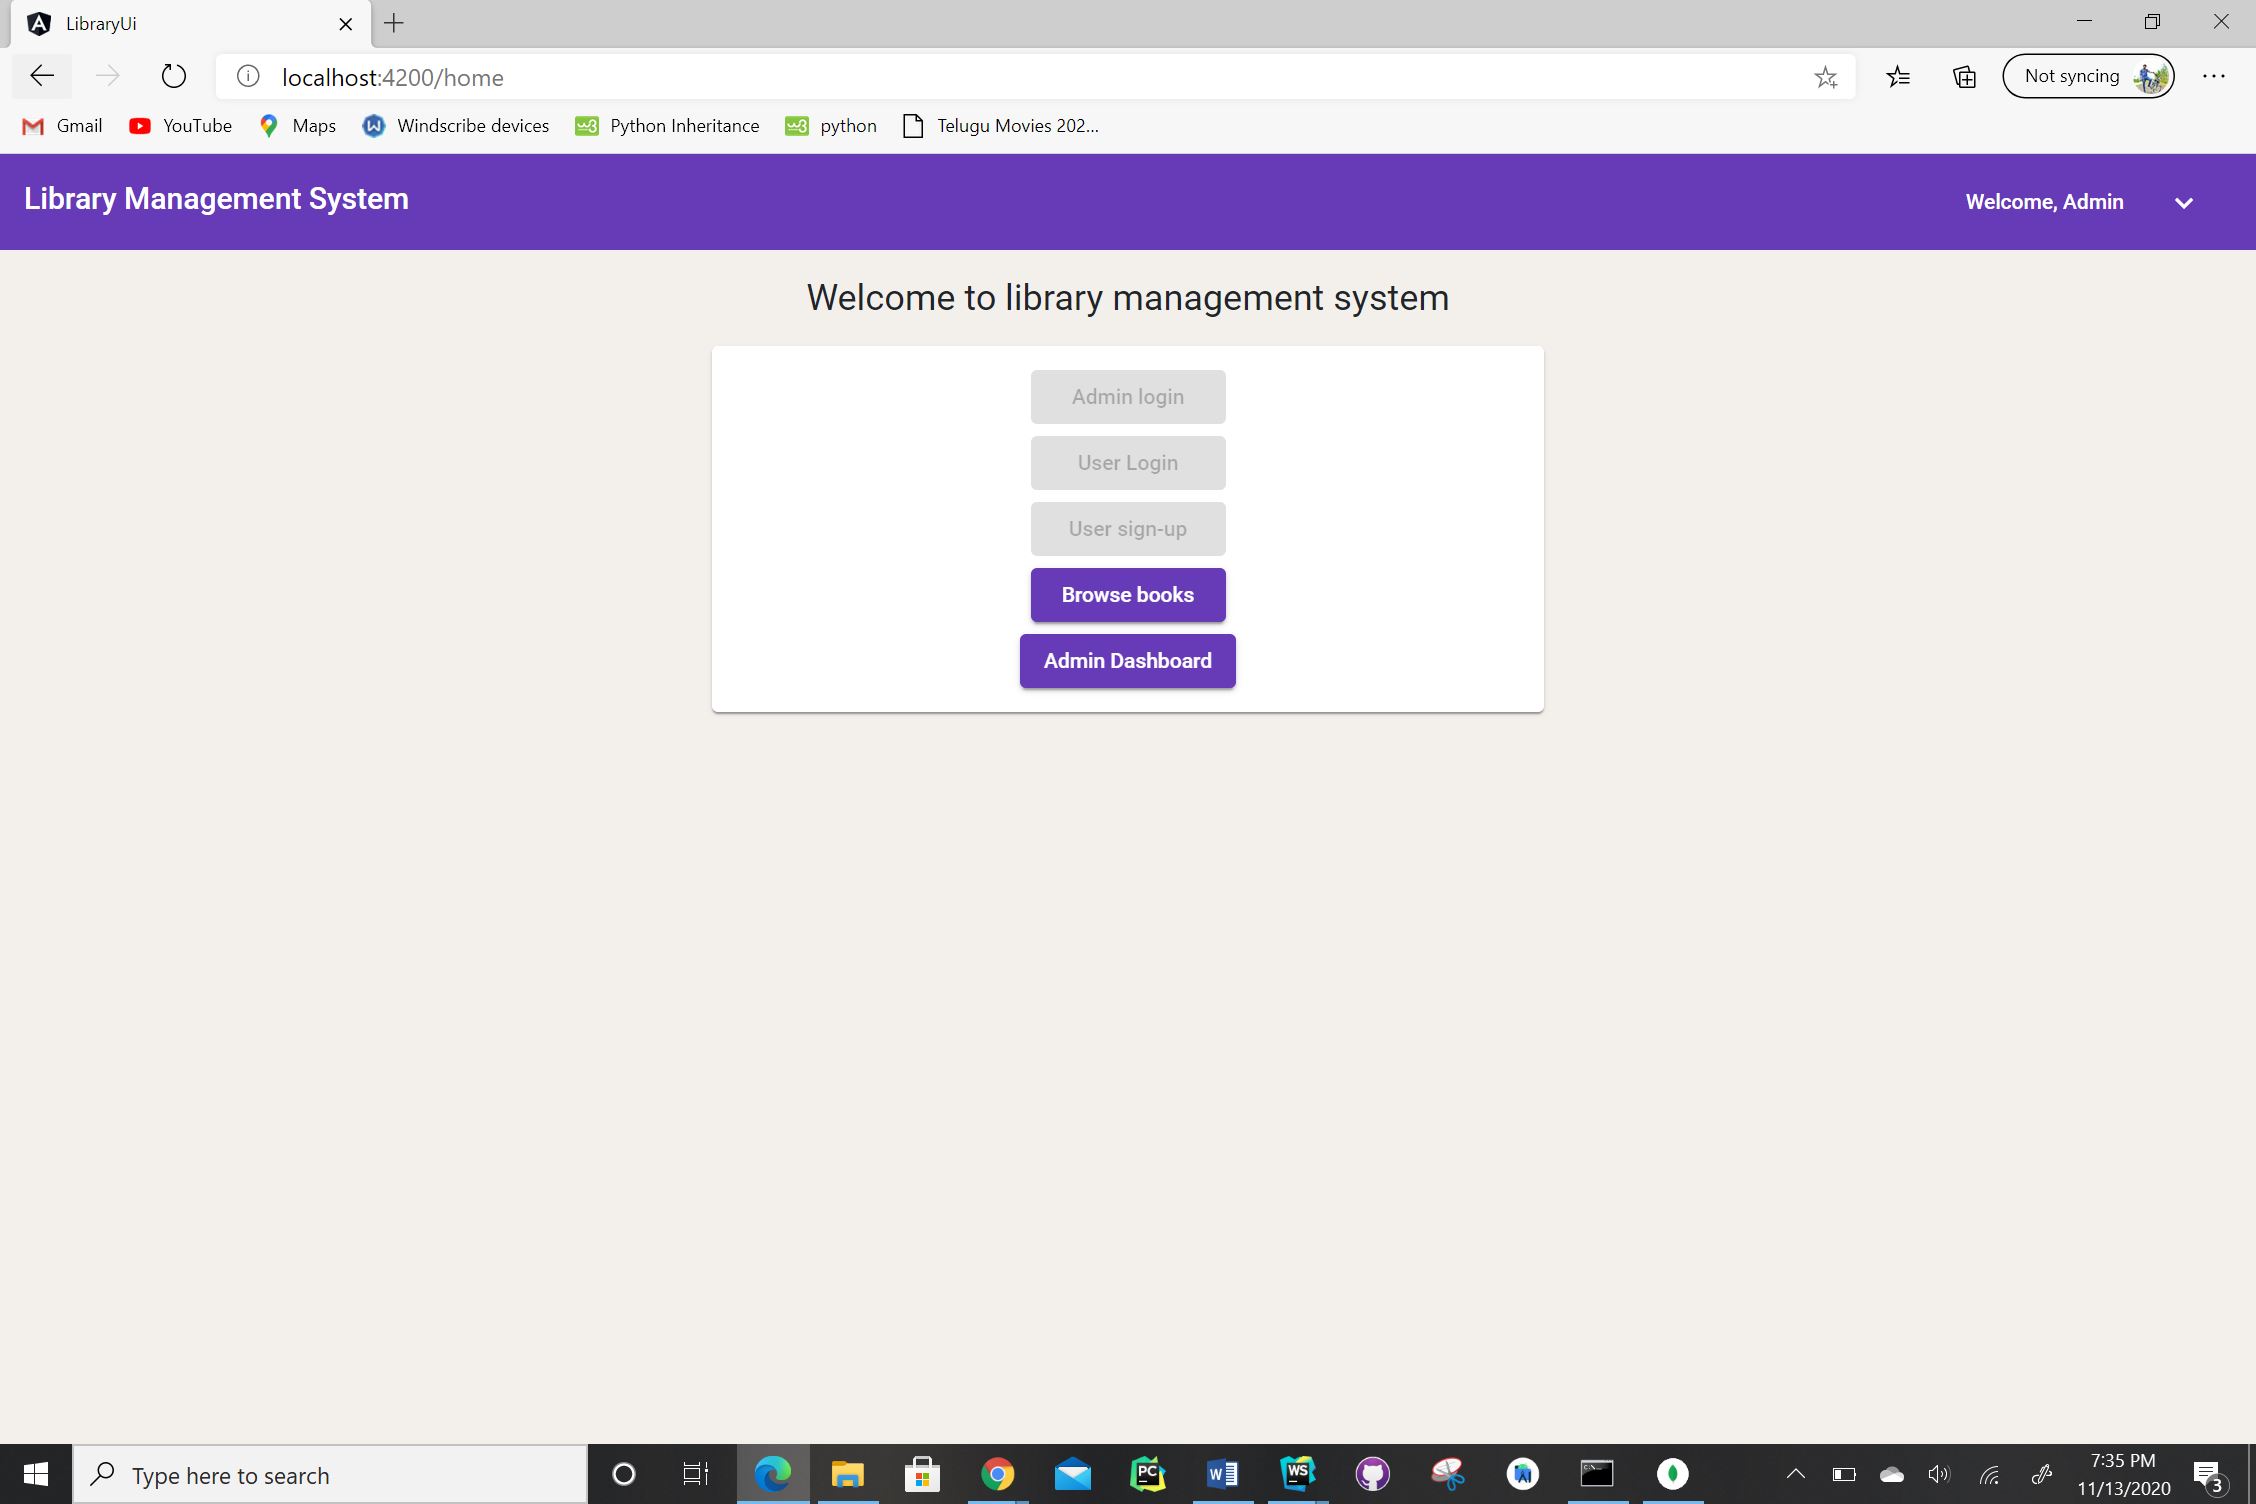 LibraryUi
localhost:4200/home
Not syncing
Gmail YouTube Maps Windscribe devices Python Inheritance python Telugu Movies 202...
Library Management System
Welcome, Admin
Welcome to library management system
Admin login
User Login
User sign-up
Browse books
Admin Dashboard
Type here to search
PC
W
WS
7:35 PM
11/13/2020
3